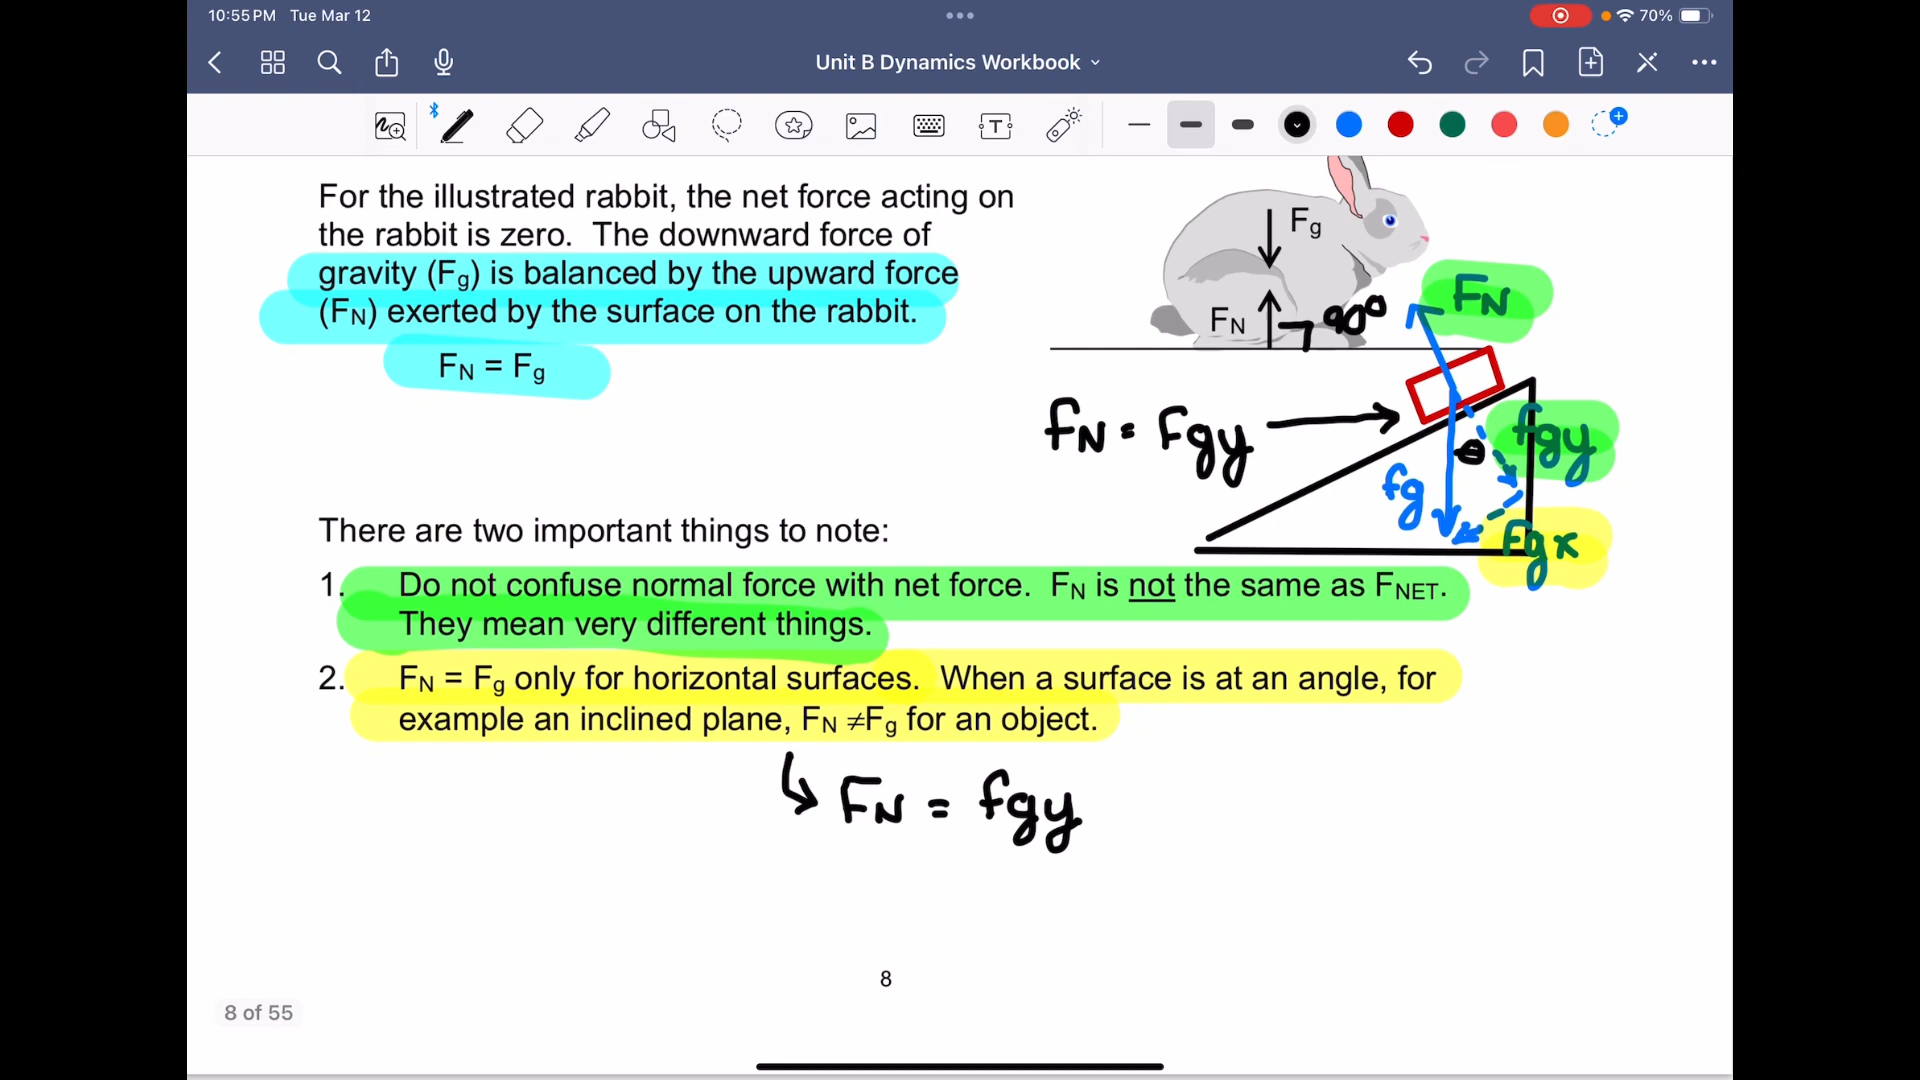 10:55 PM Tue Mar 12
70%
Unit B Dynamics Workbook
T
For the illustrated rabbit, the net force acting on
the rabbit is zero. The downward force of
gravity (Fg) is balanced by the upward force
(FN) exerted by the surface on the rabbit.
FN = Fg
Fg
FN
90°
FN
FN = Fgy
θ
fgy
fg
Fgx
There are two important things to note:
1. Do not confuse normal force with net force. FN is not the same as FNET.
They mean very different things.
2. FN = Fg only for horizontal surfaces. When a surface is at an angle, for
example an inclined plane, FN ≠Fg for an object.
↳ FN = fgy
8
8 of 55